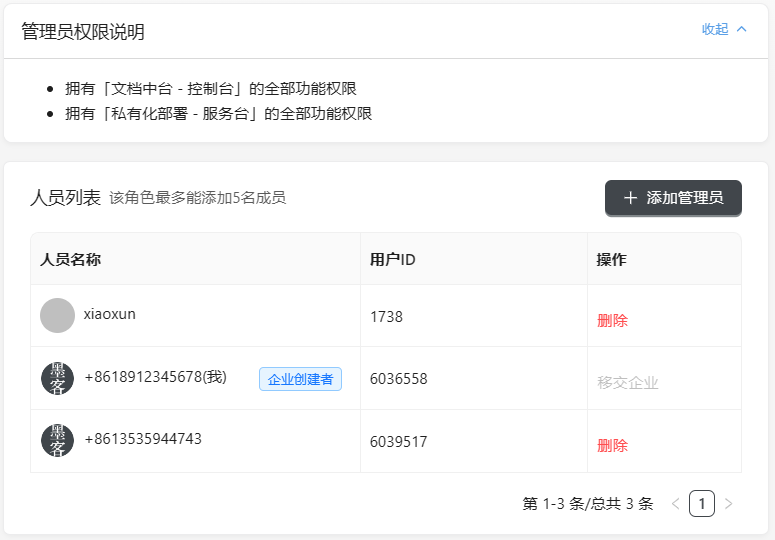 管理员权限说明 收起
拥有「文档中台 - 控制台」的全部功能权限
拥有「私有化部署 - 服务台」的全部功能权限
人员列表 该角色最多能添加5名成员 添加管理员
人员名称 用户ID 操作
xiaoxun 1738 删除
墨客 +8618912345678(我) 企业创建者 6036558 移交企业
墨客 +8613535944743 6039517 删除
第 1-3 条/总共 3 条 1